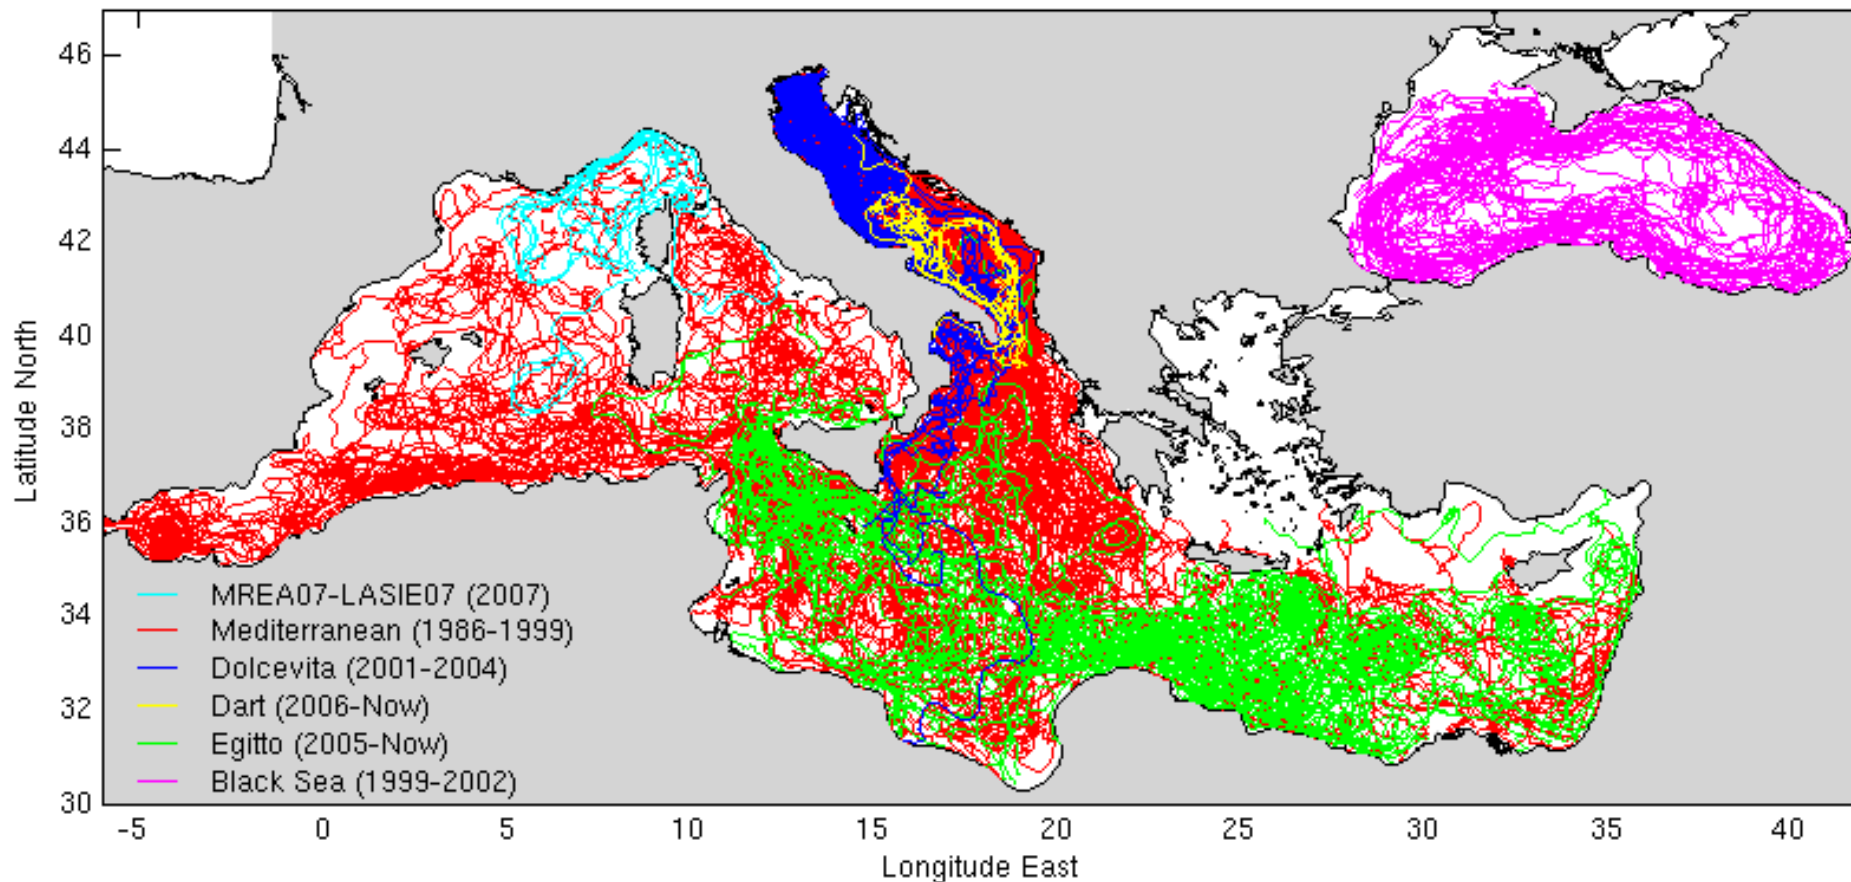 46
44
42
40
38
36
34
32
30
Latitude North
MREA07-LASIE07 (2007)
Mediterranean (1986-1999)
Dolcevita (2001-2004)
Dart (2006-Now)
Egitto (2005-Now)
Black Sea (1999-2002)
-5 0 5 10 15 20 25 30 35 40
Longitude East